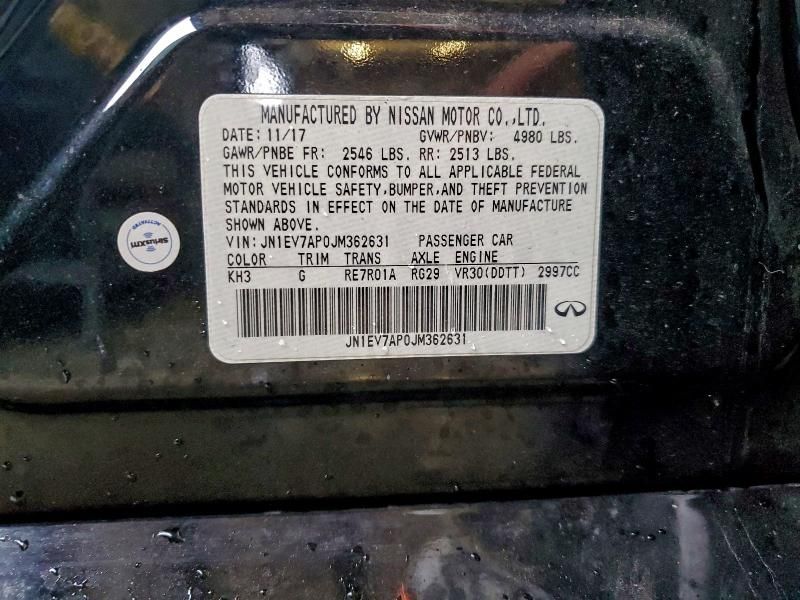 MANUFACTURED BY NISSAN MOTOR CO.,LTD.
DATE: 11/17 GVWR/PNBV: 4980 LBS.
GAWR/PNBE FR: 2546 LBS. RR: 2513 LBS.
THIS VEHICLE CONFORMS TO ALL APPLICABLE FEDERAL
MOTOR VEHICLE SAFETY,BUMPER,AND THEFT PREVENTION
STANDARDS IN EFFECT ON THE DATE OF MANUFACTURE
SHOWN ABOVE.
VIN: JN1EV7AP0JM362631 PASSENGER CAR
COLOR TRIM TRANS AXLE ENGINE
KH3 G RE7R01A RG29 VR30(DDTT) 2997CC
JN1EV7AP0JM362631
siriusxm
ACTIVATED